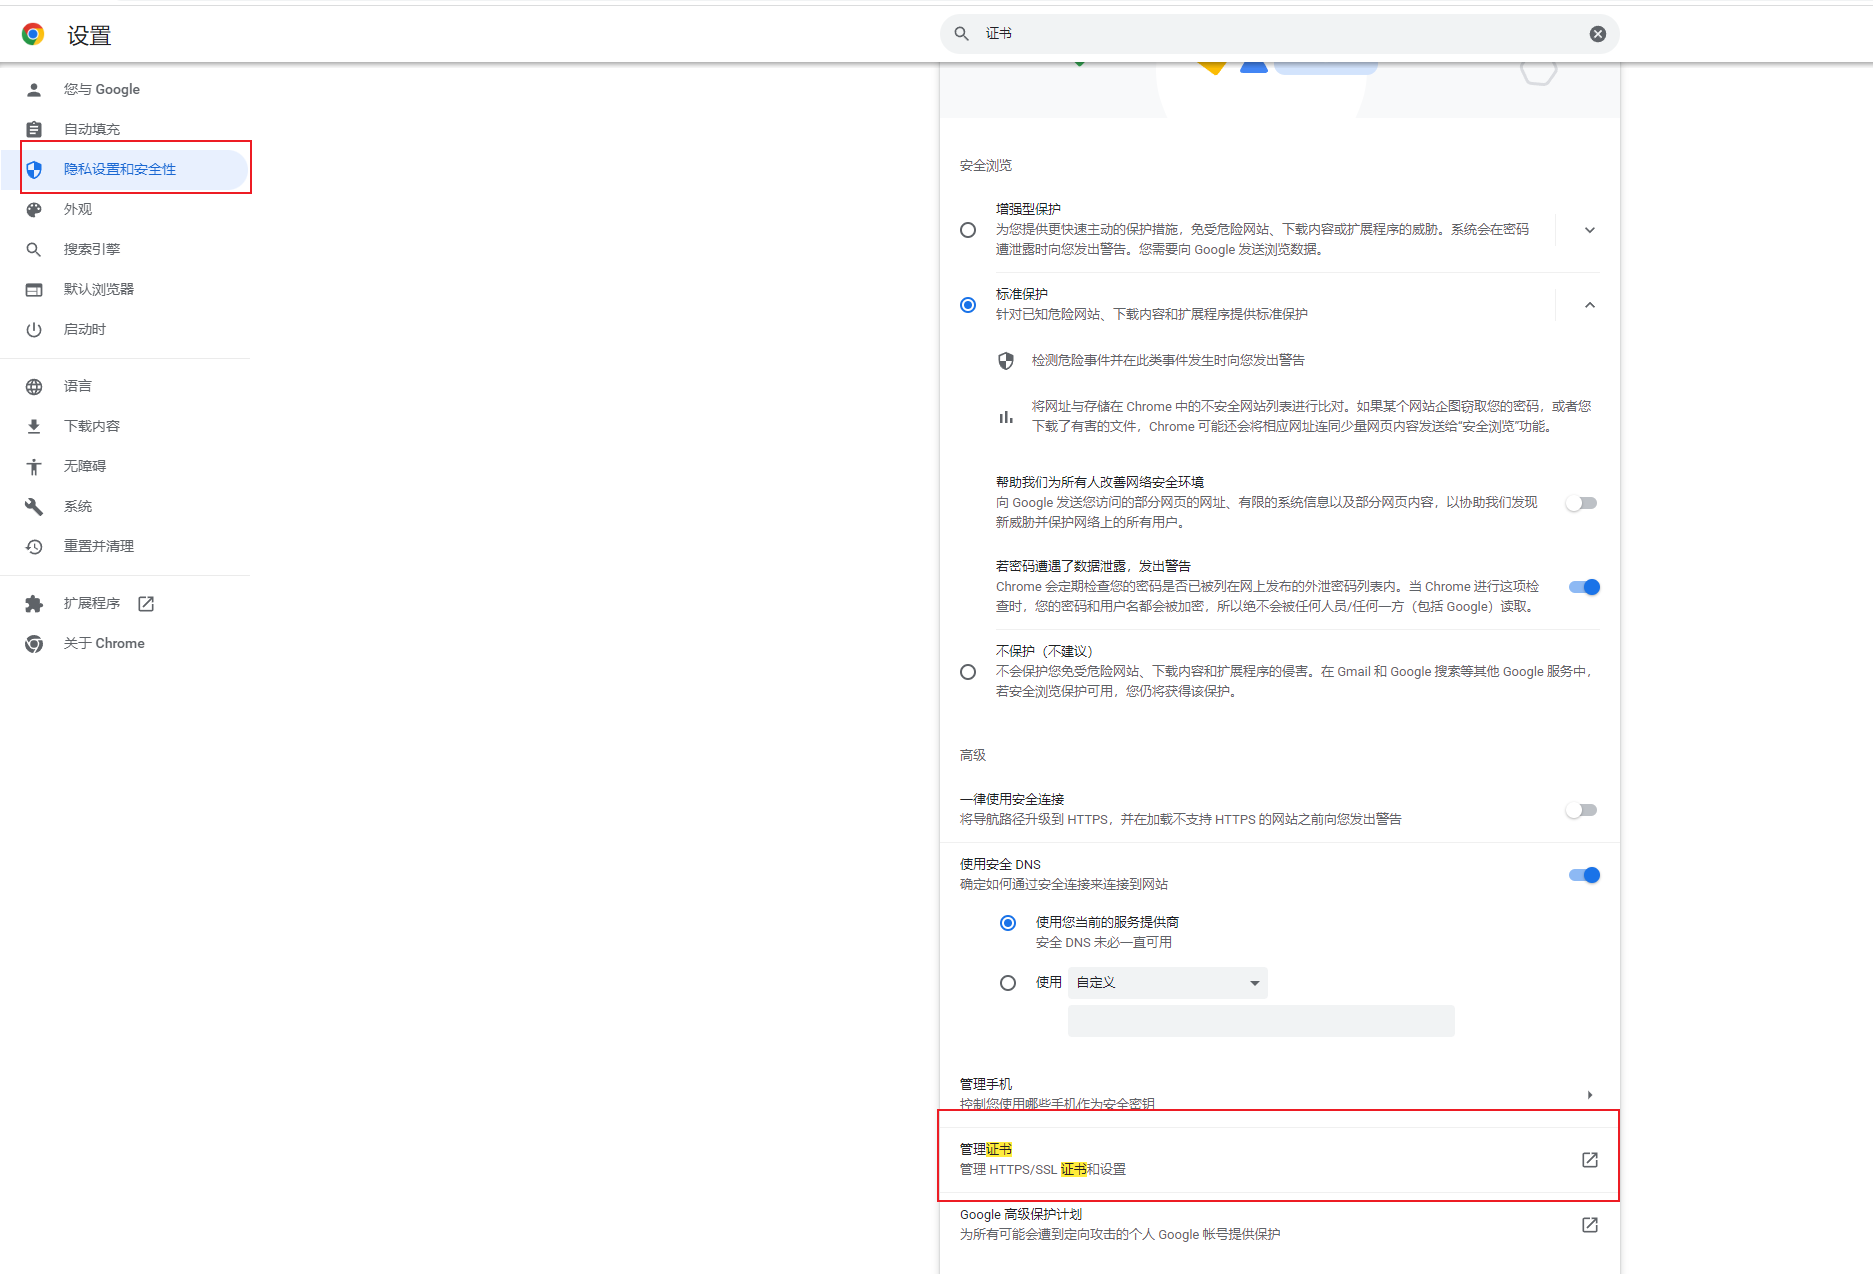 设置
证书
您与 Google
自动填充
隐私设置和安全性
外观
搜索引擎
默认浏览器
启动时
语言
下载内容
无障碍
系统
重置并清理
扩展程序
关于 Chrome
安全浏览
增强型保护
为您提供更快速主动的保护措施，免受危险网站、下载内容或扩展程序的威胁。系统会在密码
遭泄露时向您发出警告。您需要向 Google 发送浏览数据。
标准保护
针对已知危险网站、下载内容和扩展程序提供标准保护
检测危险事件并在此类事件发生时向您发出警告
将网址与存储在 Chrome 中的不安全网站列表进行比对。如果某个网站企图窃取您的密码，或者您
下载了有害的文件，Chrome 可能还会将相应网址连同少量网页内容发送给“安全浏览”功能。
帮助我们为所有人改善网络安全环境
向 Google 发送您访问的部分网页的网址、有限的系统信息以及部分网页内容，以协助我们发现
新威胁并保护网络上的所有用户。
若密码遭遇了数据泄露，发出警告
Chrome 会定期检查您的密码是否已被列在网上发布的外泄密码列表内。当 Chrome 进行这项检
查时，您的密码和用户名都会被加密，所以绝不会被任何人员/任何一方（包括 Google）读取。
不保护（不建议）
不会保护您免受危险网站、下载内容和扩展程序的侵害。在 Gmail 和 Google 搜索等其他 Google 服务中，
若安全浏览保护可用，您仍将获得该保护。
高级
一律使用安全连接
将导航路径升级到 HTTPS，并在加载不支持 HTTPS 的网站之前向您发出警告
使用安全 DNS
确定如何通过安全连接来连接到网站
使用您当前的服务提供商
安全 DNS 未必一直可用
使用 自定义
管理手机
控制您使用哪些手机作为安全密钥
管理证书
管理 HTTPS/SSL 证书和设置
Google 高级保护计划
为所有可能会遭到定向攻击的个人 Google 帐号提供保护